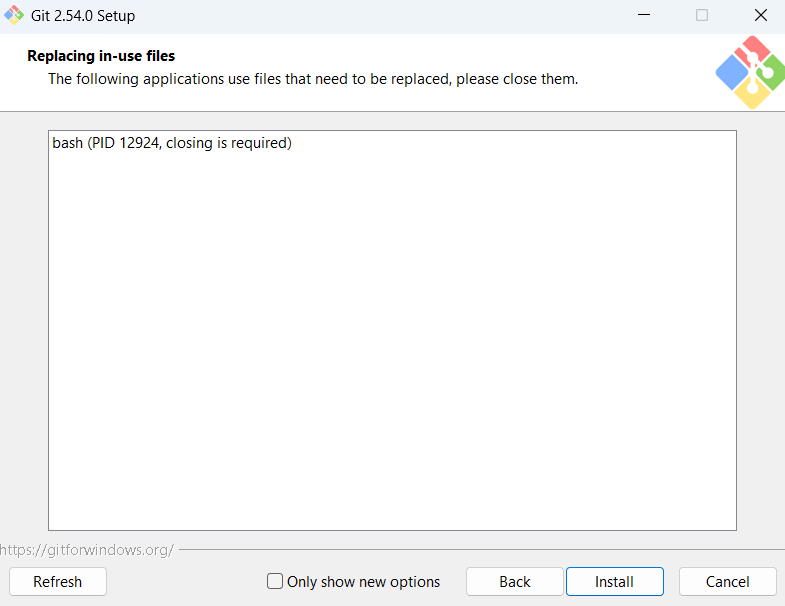 Git 2.54.0 Setup
Replacing in-use files
The following applications use files that need to be replaced, please close them.
bash (PID 12924, closing is required)
https://gitforwindows.org/
Refresh
Only show new options
Back
Install
Cancel